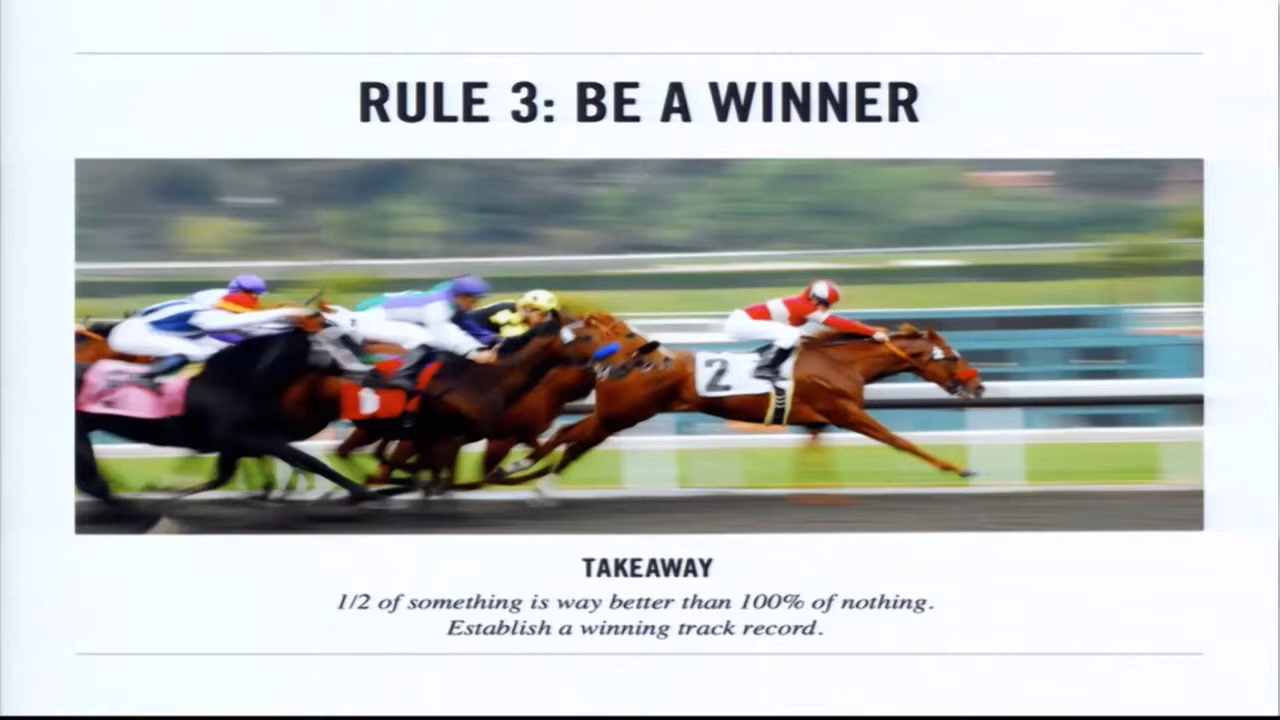 RULE 3: BE A WINNER
2
TAKEAWAY
1/2 of something is way better than 100% of nothing.
Establish a winning track record.